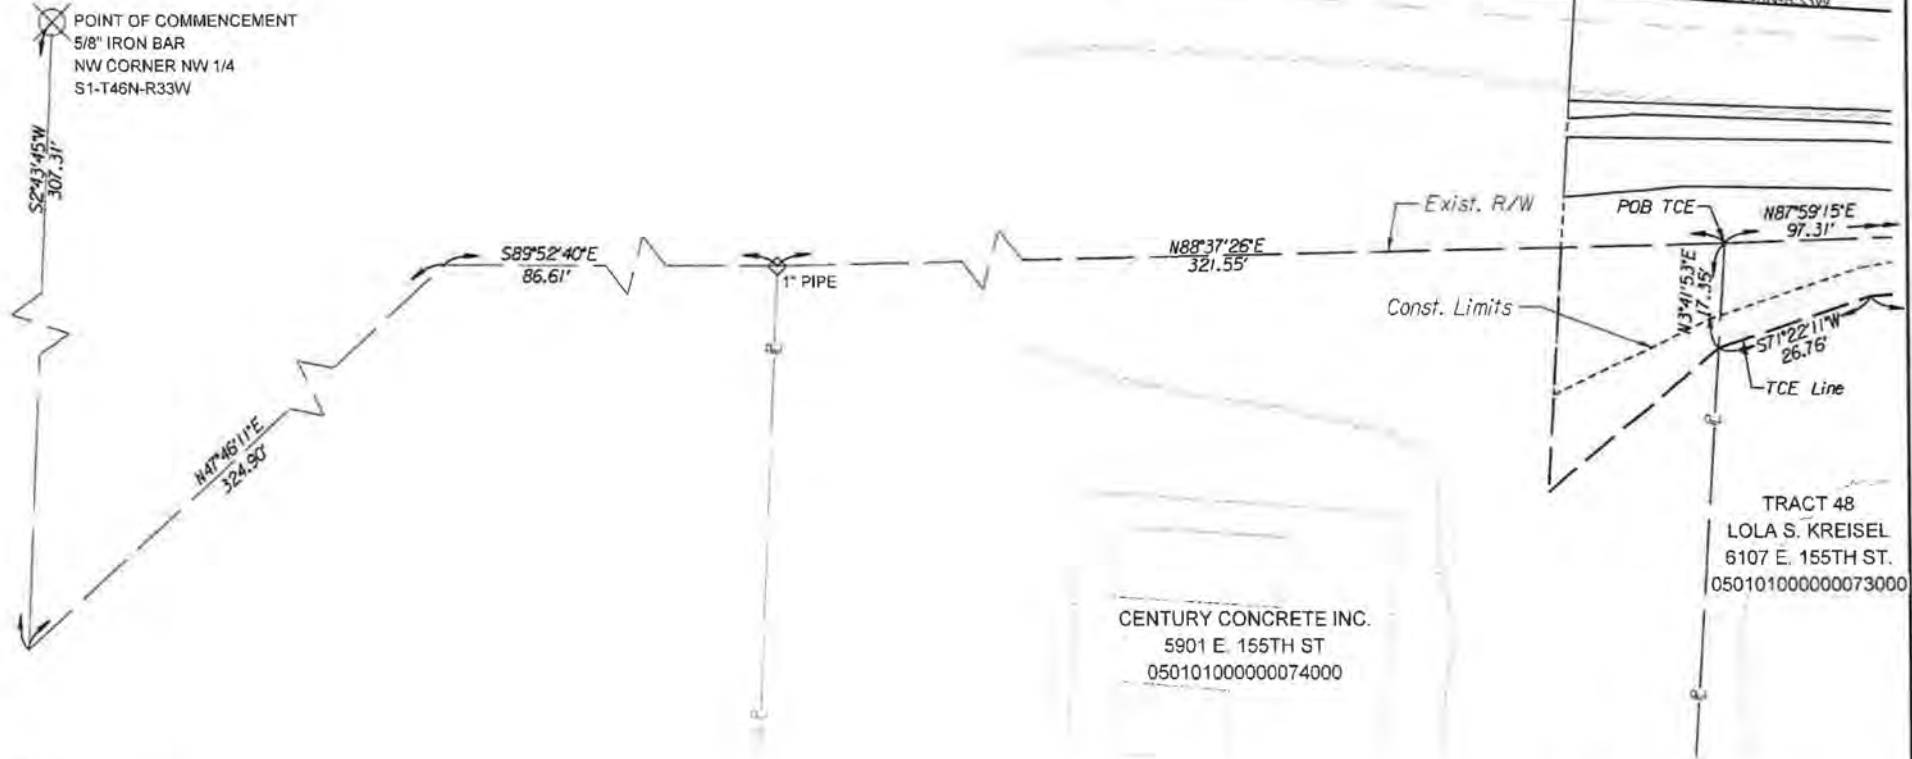 POINT OF COMMENCEMENT
5/8" IRON BAR
NW CORNER NW 1/4
S1-T46N-R33W
S2°43'45"W
307.31'
N47°46'11"E
324.90'
S89°52'40"E
86.61'
1" PIPE
N88°37'26"E
321.55'
Exist. R/W
POB TCE
N87°59'15"E
97.31'
Const. Limits
N3°41'53"E
17.35'
S71°22'11"W
26.76'
TCE Line
TRACT 48
LOLA S. KREISEL
6107 E. 155TH ST.
050101000000073000
CENTURY CONCRETE INC.
5901 E. 155TH ST
050101000000074000